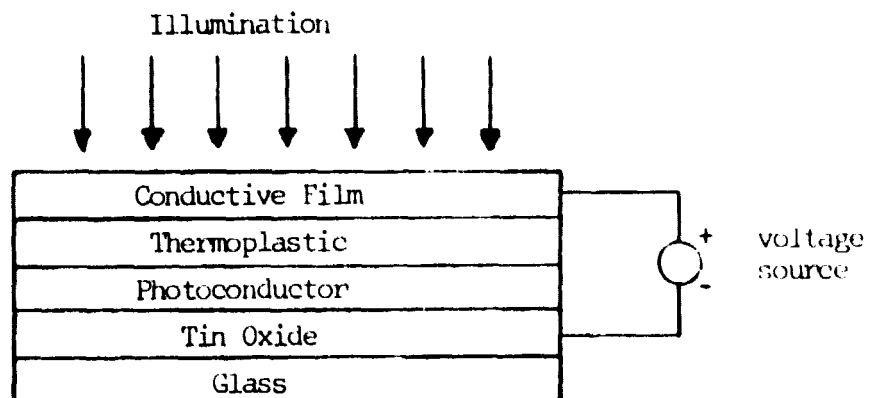 Illumination
Conductive Film
Thermoplastic
Photoconductor
Tin Oxide
Glass
+ voltage
source
-